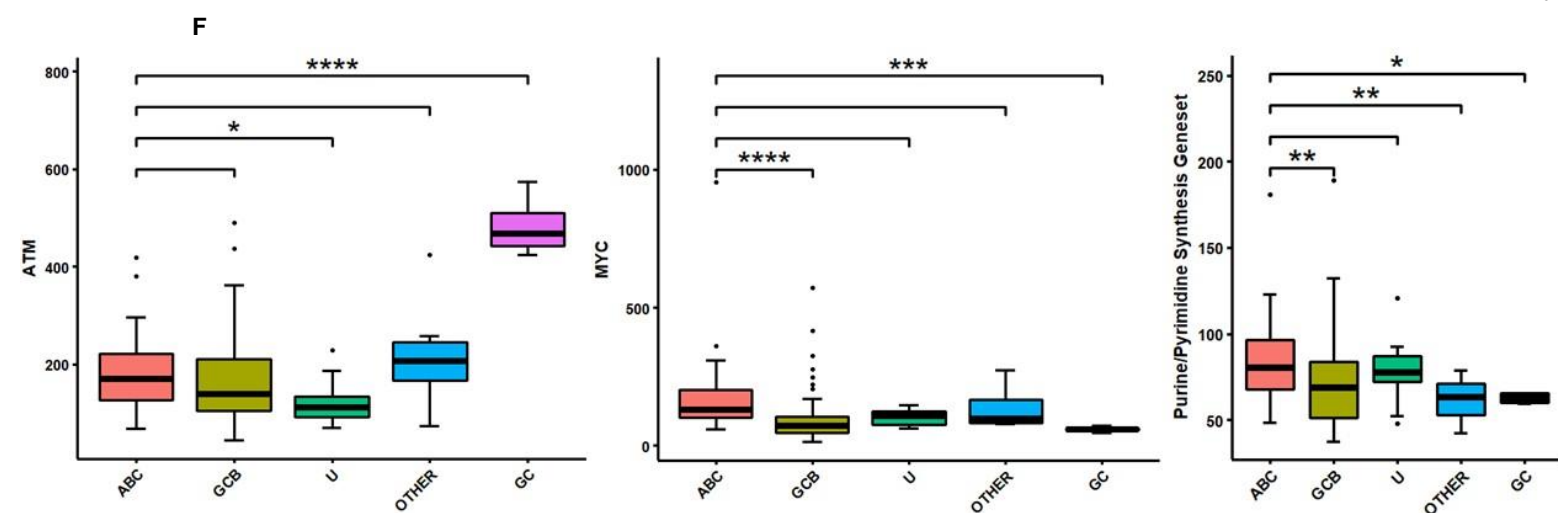 F
ATM
800
600
400
200
****
*
ABC
GCB
U
OTHER
GC
MYC
1000
500
0
***
****
ABC
GCB
U
OTHER
GC
Purine/Pyrimidine Synthesis Geneset
250
200
150
100
50
*
**
**
ABC
GCB
U
OTHER
GC